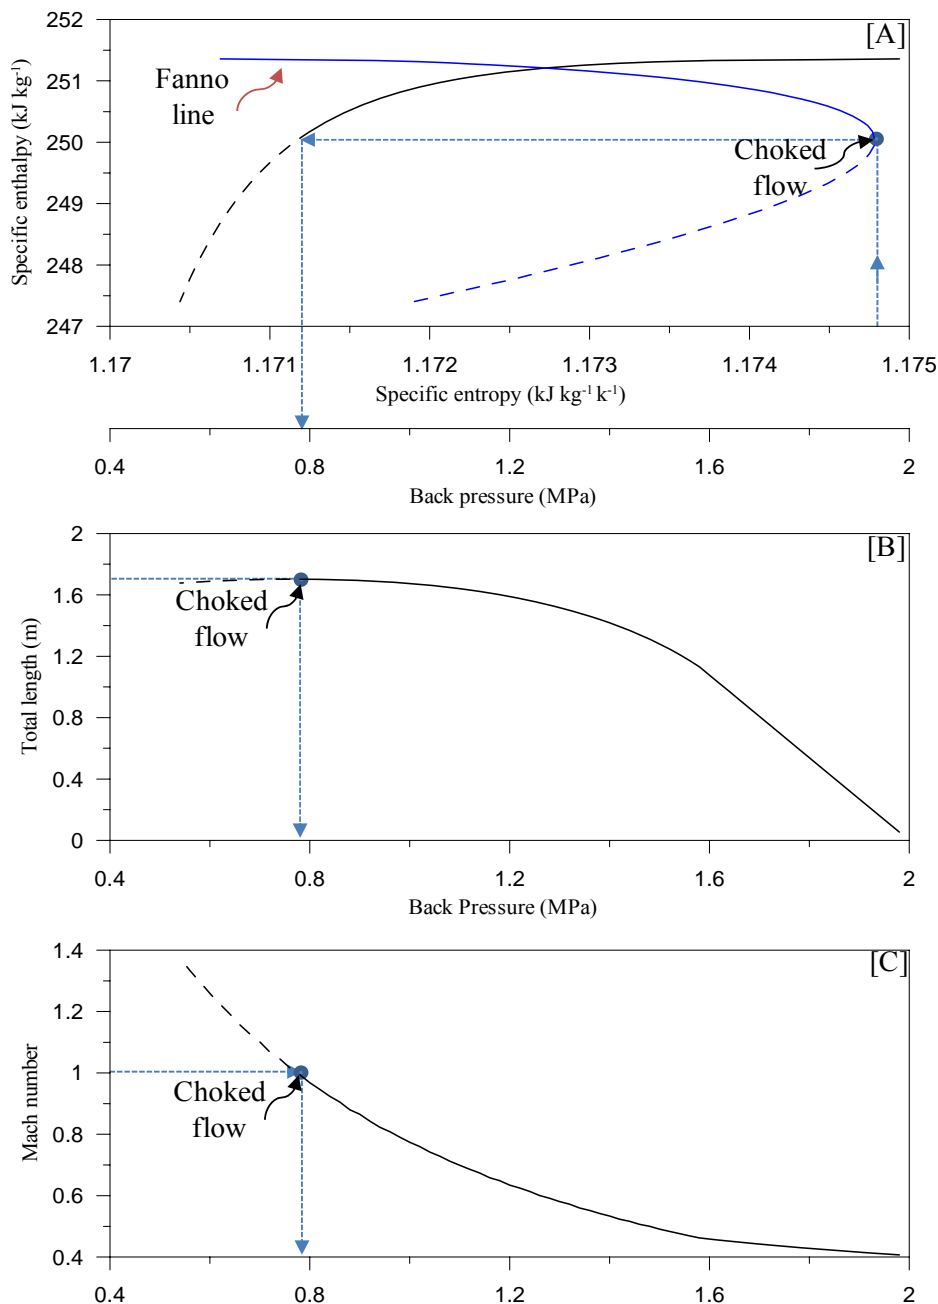 252
[A]
251
Fanno
line
250
Choked
flow
249
248
247
Specific enthalpy (kJ kg⁻¹)
1.17
1.171
1.172
1.173
1.174
1.175
Specific entropy (kJ kg⁻¹ k⁻¹)
0.4
0.8
1.2
1.6
2
Back pressure (MPa)
2
[B]
1.6
Choked
flow
1.2
0.8
0.4
0
Total length (m)
0.4
0.8
1.2
1.6
2
Back Pressure (MPa)
1.4
[C]
1.2
1
Choked
flow
0.8
0.6
0.4
Mach number
0.4
0.8
1.2
1.6
2